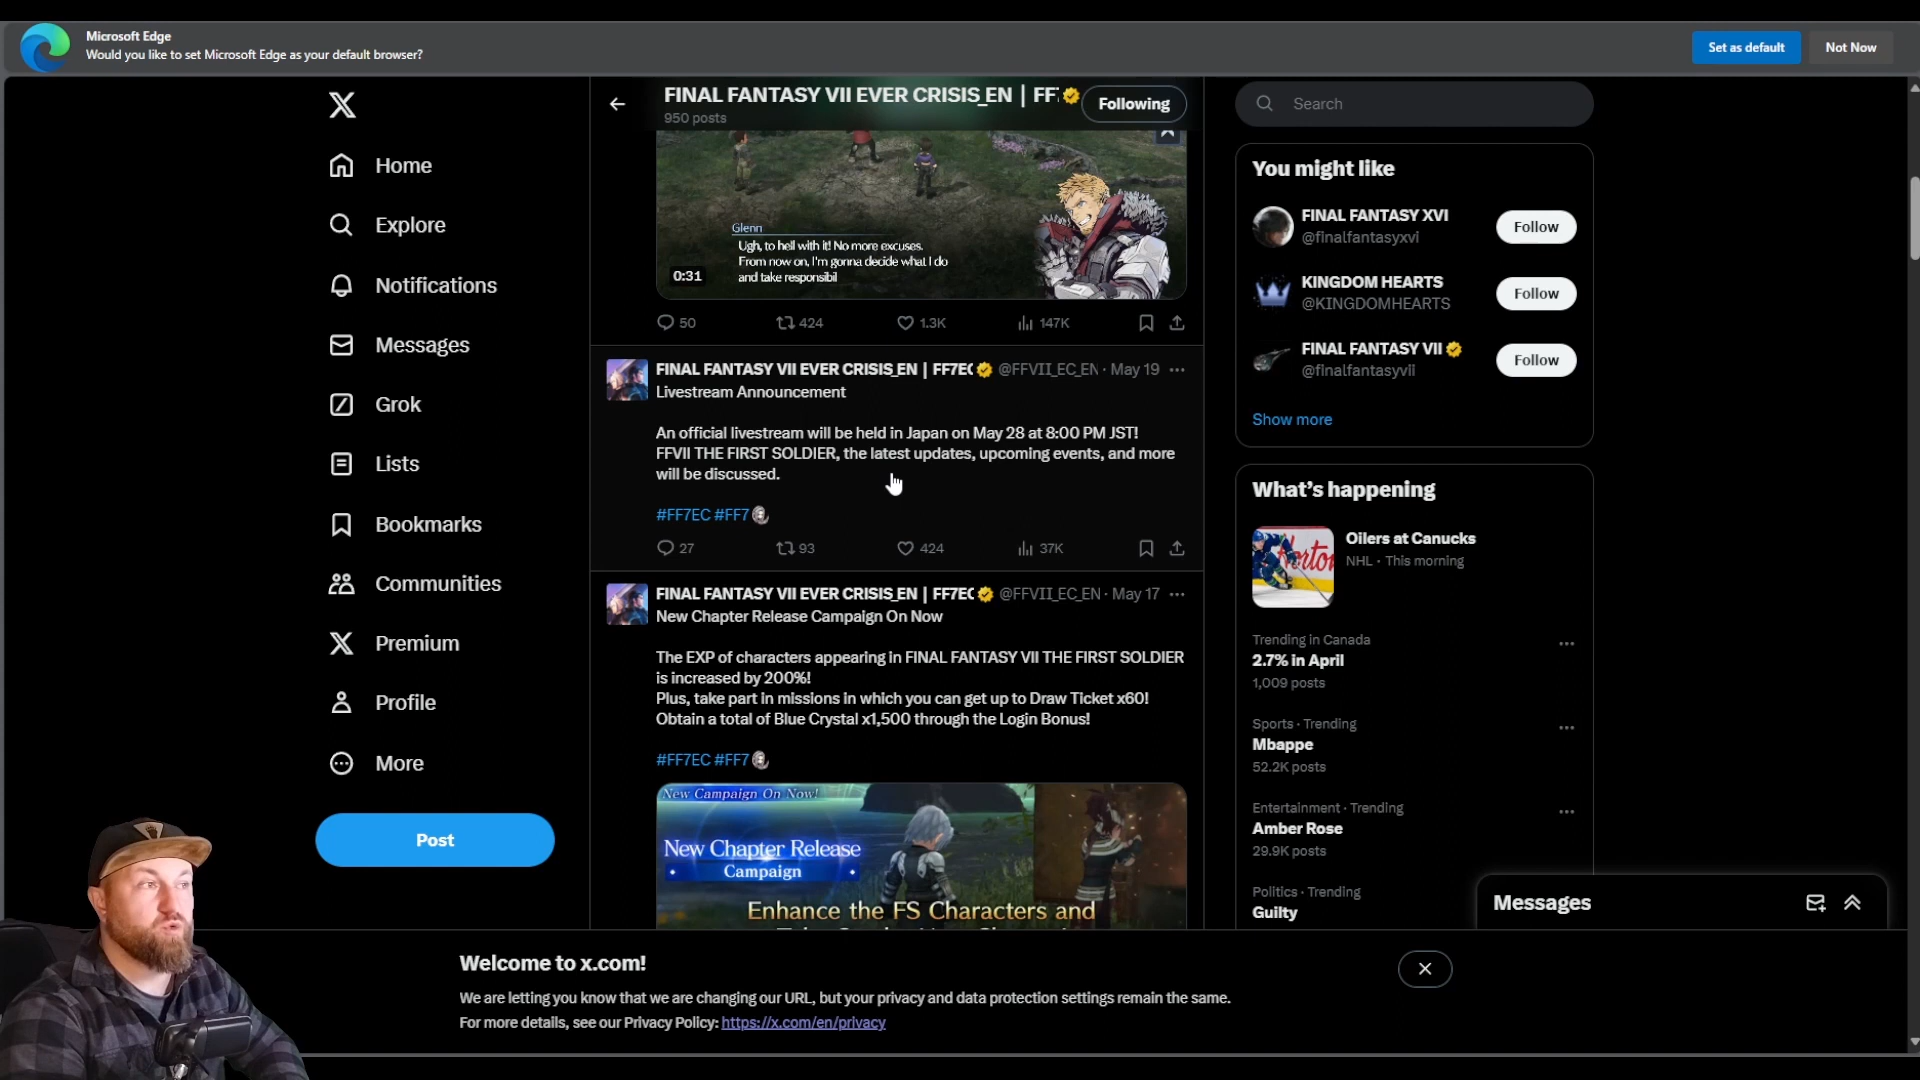 Microsoft Edge
Would you like to set Microsoft Edge as your default browser?
Set as default
Not Now
Home
Explore
Notifications
Messages
Grok
Lists
Bookmarks
Communities
Premium
Profile
More
Post
FINAL FANTASY VII EVER CRISIS_EN | FF
950 posts
Following
Glenn
Ugh, to hell with it! No more excuses.
From now on, I'm gonna decide what I do
and take responsibil
0:31
50 424 1.3K 147K
FINAL FANTASY VII EVER CRISIS_EN | FF7EC @FFVII_EC_EN · May 19
Livestream Announcement
An official livestream will be held in Japan on May 28 at 8:00 PM JST!
FFVII THE FIRST SOLDIER, the latest updates, upcoming events, and more
will be discussed.
#FF7EC #FF7
27 93 424 37K
FINAL FANTASY VII EVER CRISIS_EN | FF7EC @FFVII_EC_EN · May 17
New Chapter Release Campaign On Now
The EXP of characters appearing in FINAL FANTASY VII THE FIRST SOLDIER
is increased by 200%!
Plus, take part in missions in which you can get up to Draw Ticket x60!
Obtain a total of Blue Crystal x1,500 through the Login Bonus!
#FF7EC #FF7
New Campaign On Now!
New Chapter Release
Campaign
Enhance the FS Characters and
Search
You might like
FINAL FANTASY XVI
@finalfantasyxvi
Follow
KINGDOM HEARTS
@KINGDOMHEARTS
Follow
FINAL FANTASY VII
@finalfantasyvii
Follow
Show more
What's happening
Oilers at Canucks
NHL · This morning
Trending in Canada
2.7% in April
1,009 posts
Sports · Trending
Mbappe
52.2K posts
Entertainment · Trending
Amber Rose
29.9K posts
Politics · Trending
Guilty
Messages
Welcome to x.com!
We are letting you know that we are changing our URL, but your privacy and data protection settings remain the same.
For more details, see our Privacy Policy: https://x.com/en/privacy